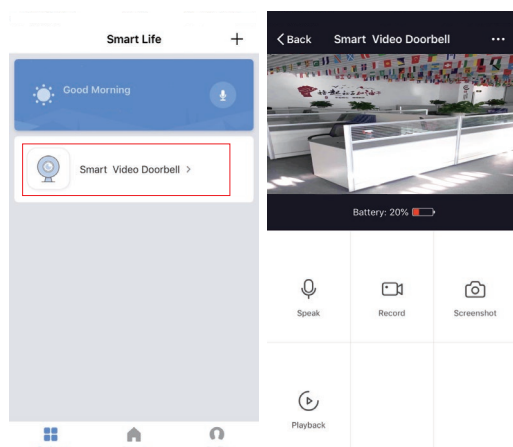 Smart Life
+
Good Morning
Smart Video Doorbell >
< Back Smart Video Doorbell ...
Battery: 20%
Speak Record Screenshot
Playback